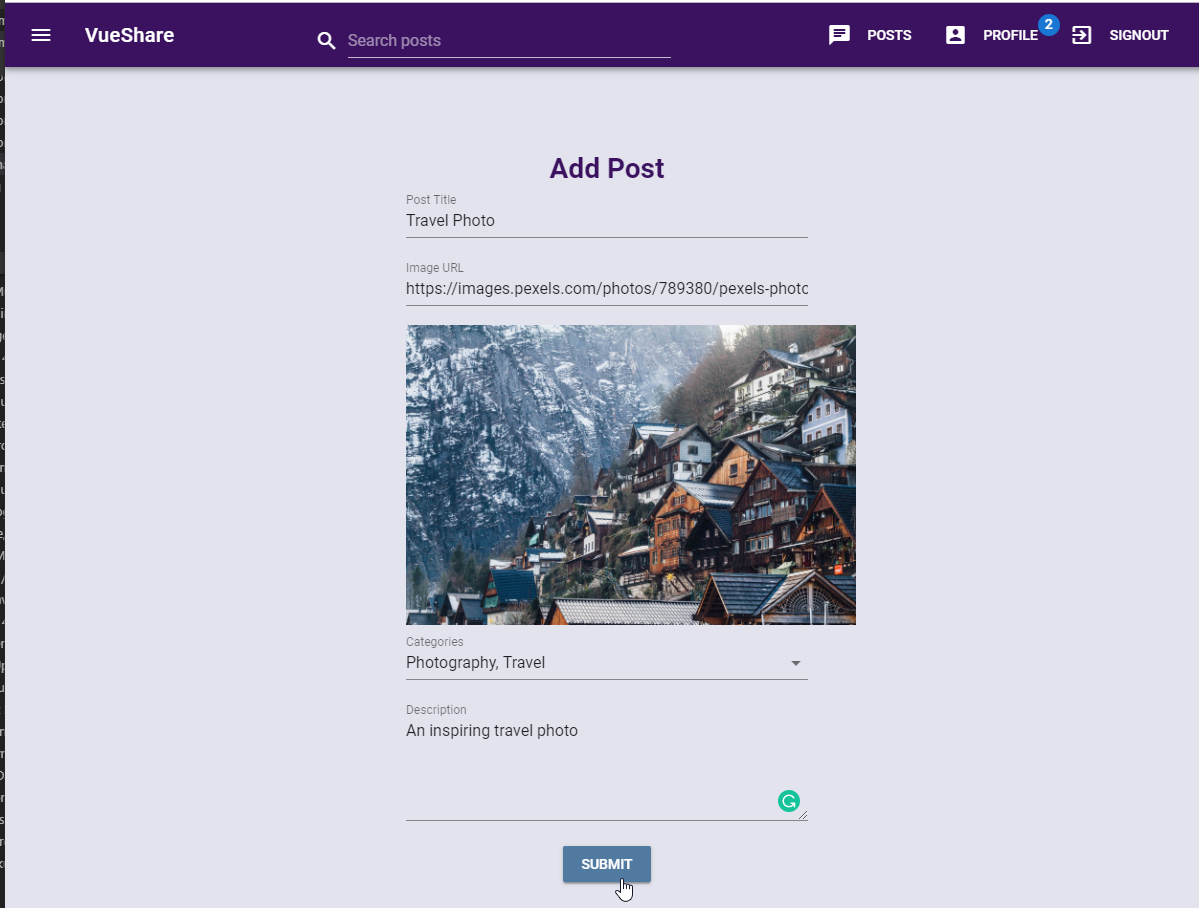 VueShare
Search posts
POSTS
PROFILE
2
SIGNOUT
Add Post
Post Title
Travel Photo
Image URL
https://images.pexels.com/photos/789380/pexels-photo
Categories
Photography, Travel
Description
An inspiring travel photo
SUBMIT